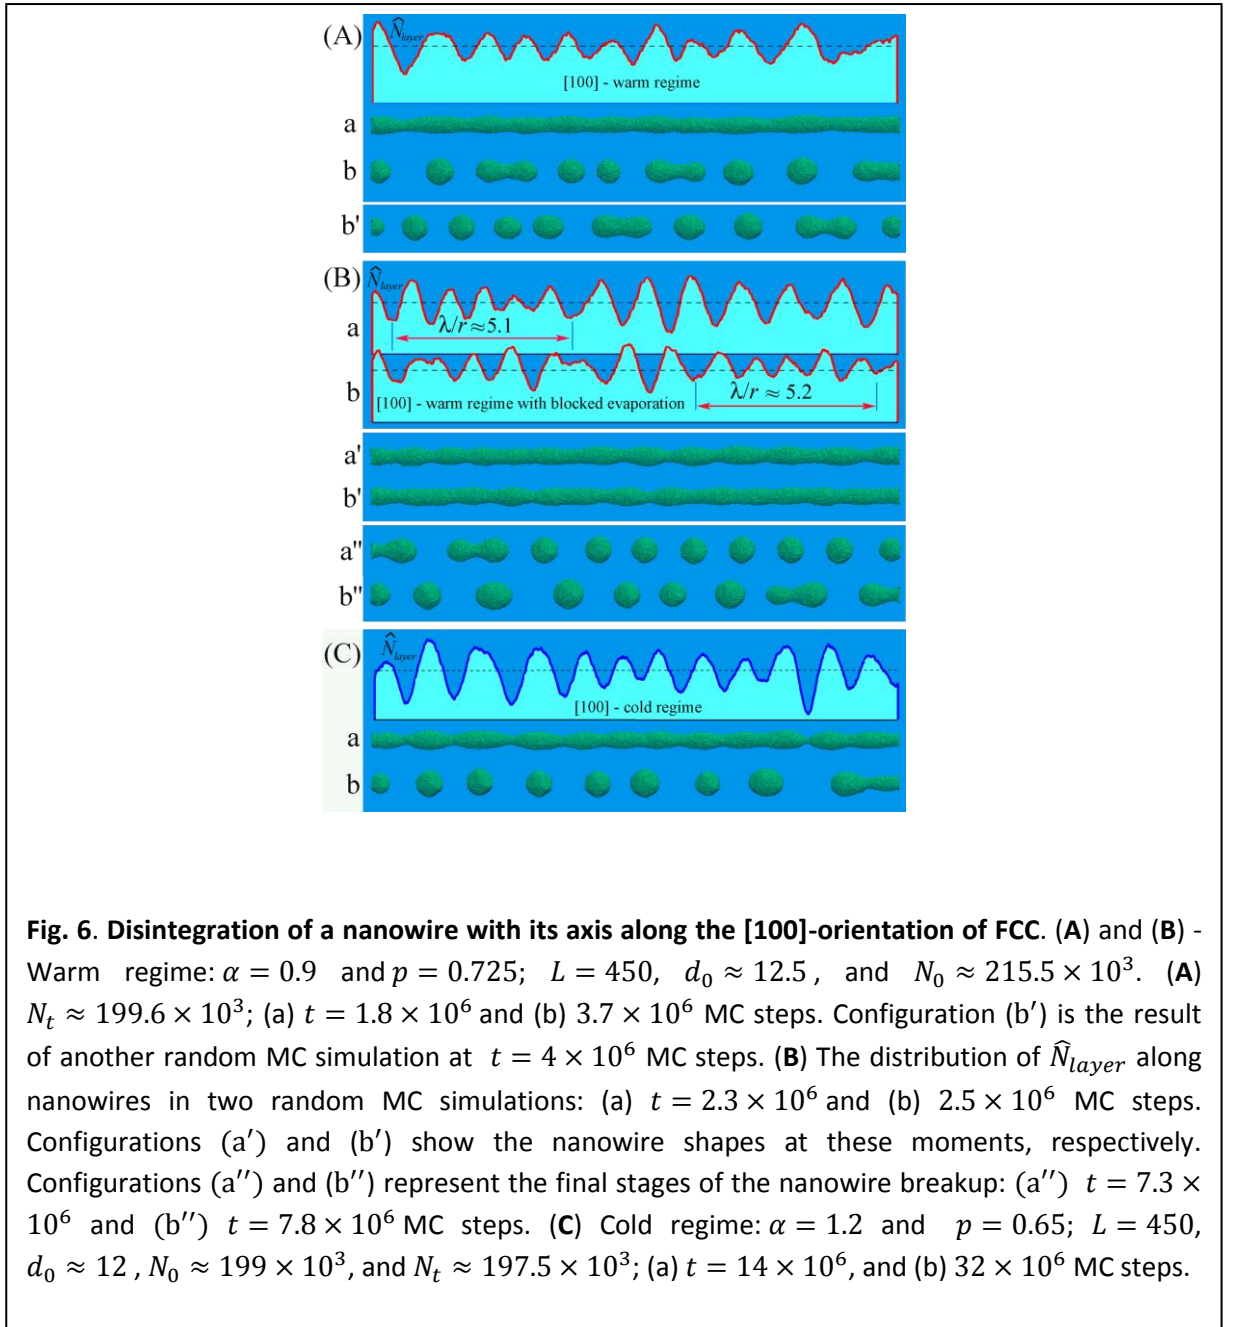 (A)
N̂layer
[100] - warm regime
a
b
b'
(B)
N̂layer
a
λ/r ≈5.1
b
λ/r ≈ 5.2
[100] - warm regime with blocked evaporation
a'
b'
a"
b"
(C)
N̂layer
[100] - cold regime
a
b
Fig. 6. Disintegration of a nanowire with its axis along the [100]-orientation of FCC. (A) and (B) -
Warm regime: α = 0.9 and p = 0.725; L = 450, d₀ ≈ 12.5 , and N₀ ≈ 215.5 × 10³. (A)
Nₜ ≈ 199.6 × 10³; (a) t = 1.8 × 10⁶ and (b) 3.7 × 10⁶ MC steps. Configuration (b′) is the result
of another random MC simulation at t = 4 × 10⁶ MC steps. (B) The distribution of N̂layer along
nanowires in two random MC simulations: (a) t = 2.3 × 10⁶ and (b) 2.5 × 10⁶ MC steps.
Configurations (a′) and (b′) show the nanowire shapes at these moments, respectively.
Configurations (a′′) and (b′′) represent the final stages of the nanowire breakup: (a′′) t = 7.3 ×
10⁶ and (b′′) t = 7.8 × 10⁶ MC steps. (C) Cold regime: α = 1.2 and p = 0.65; L = 450,
d₀ ≈ 12 , N₀ ≈ 199 × 10³, and Nₜ ≈ 197.5 × 10³; (a) t = 14 × 10⁶, and (b) 32 × 10⁶ MC steps.